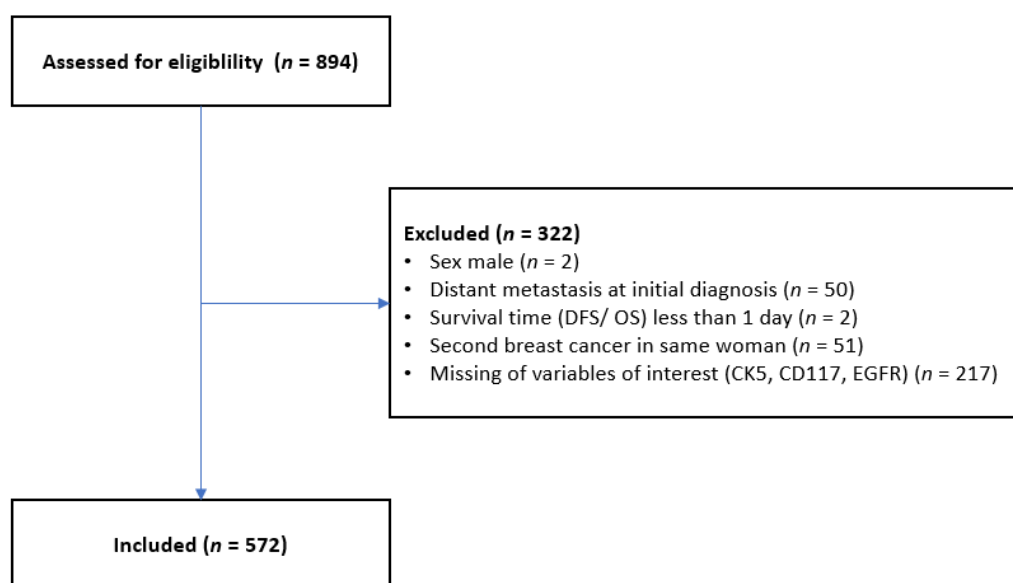 Assessed for eligiblility (n = 894)
Excluded (n = 322)
• Sex male (n = 2)
• Distant metastasis at initial diagnosis (n = 50)
• Survival time (DFS/ OS) less than 1 day (n = 2)
• Second breast cancer in same woman (n = 51)
• Missing of variables of interest (CK5, CD117, EGFR) (n = 217)
Included (n = 572)